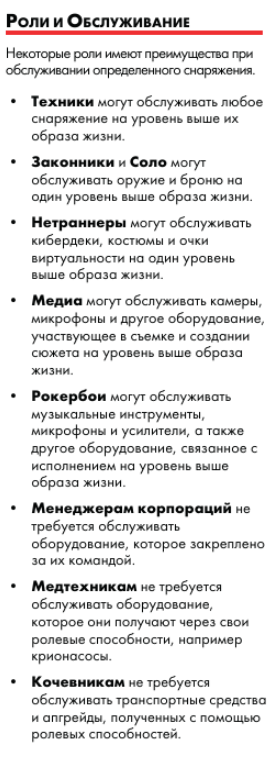 Роли и Обслуживание
Некоторые роли имеют преимущества при
обслуживании определенного снаряжения.
• Техники могут обслуживать любое
снаряжение на уровень выше их
образа жизни.
• Законники и Соло могут
обслуживать оружие и броню на
один уровень выше образа жизни.
• Нетраннеры могут обслуживать
кибердеки, костюмы и очки
виртуальности на один уровень
выше образа жизни.
• Медиа могут обслуживать камеры,
микрофоны и другое оборудование,
участвующее в съемке и создании
сюжета на уровень выше образа
жизни.
• Рокербои могут обслуживать
музыкальные инструменты,
микрофоны и усилители, а также
другое оборудование, связанное с
исполнением на уровень выше
образа жизни.
• Менеджерам корпораций не
требуется обслуживать
оборудование, которое закреплено
за их командой.
• Медтехникам не требуется
обслуживать оборудование,
которое они получают через свои
ролевые способности, например
крионасосы.
• Кочевникам не требуется
обслуживать транспортные средства
и апгрейды, полученных с помощью
ролевых способностей.